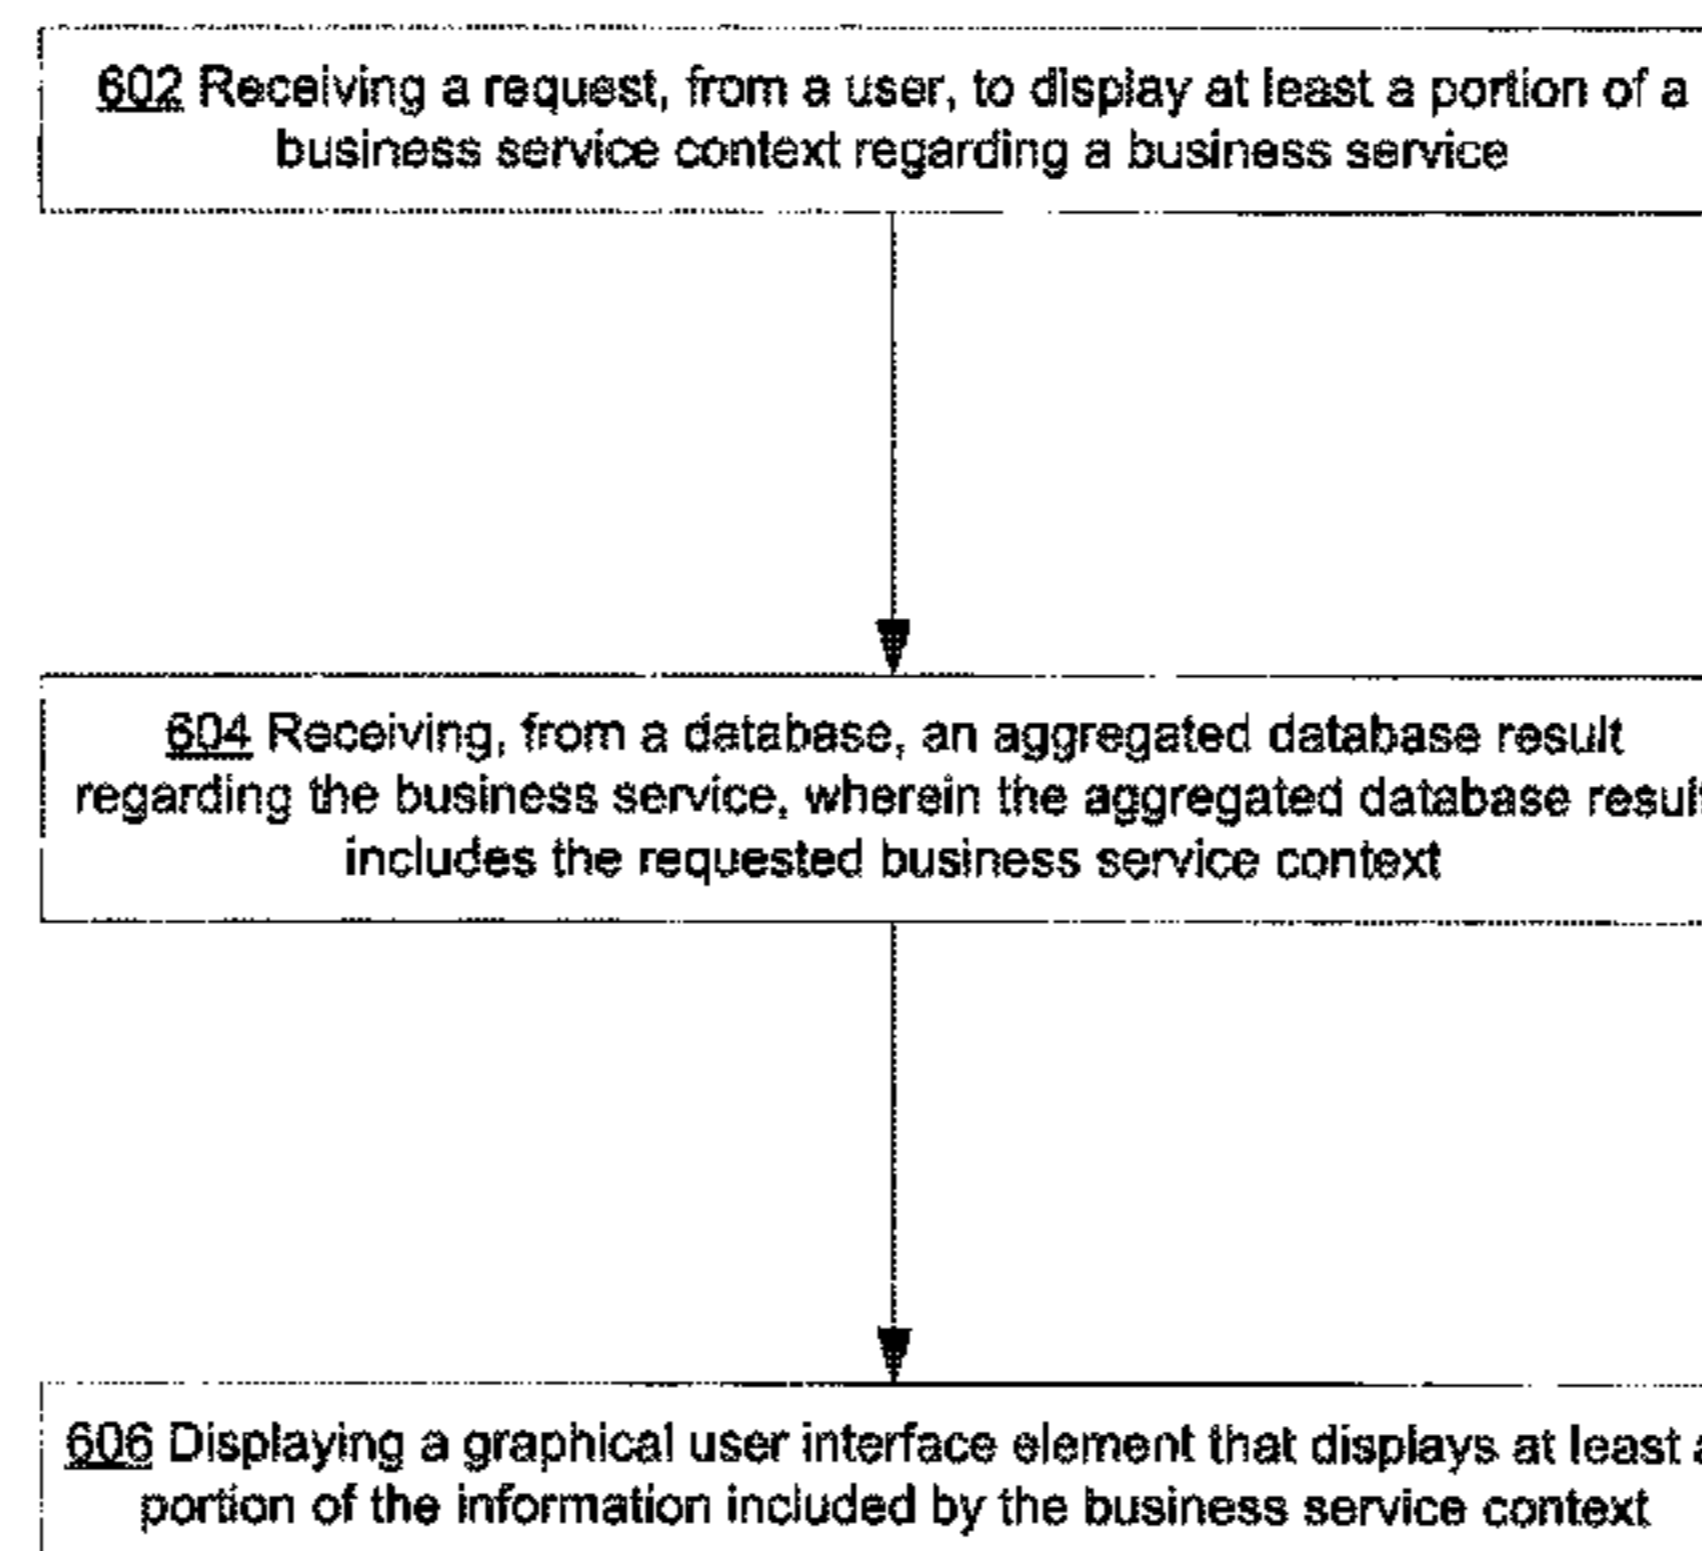 602 Receiving a request, from a user, to display at least a portion of a
business service context regarding a business service
604 Receiving, from a database, an aggregated database result
regarding the business service, wherein the aggregated database result
includes the requested business service context
606 Displaying a graphical user interface element that displays at least a
portion of the information included by the business service context